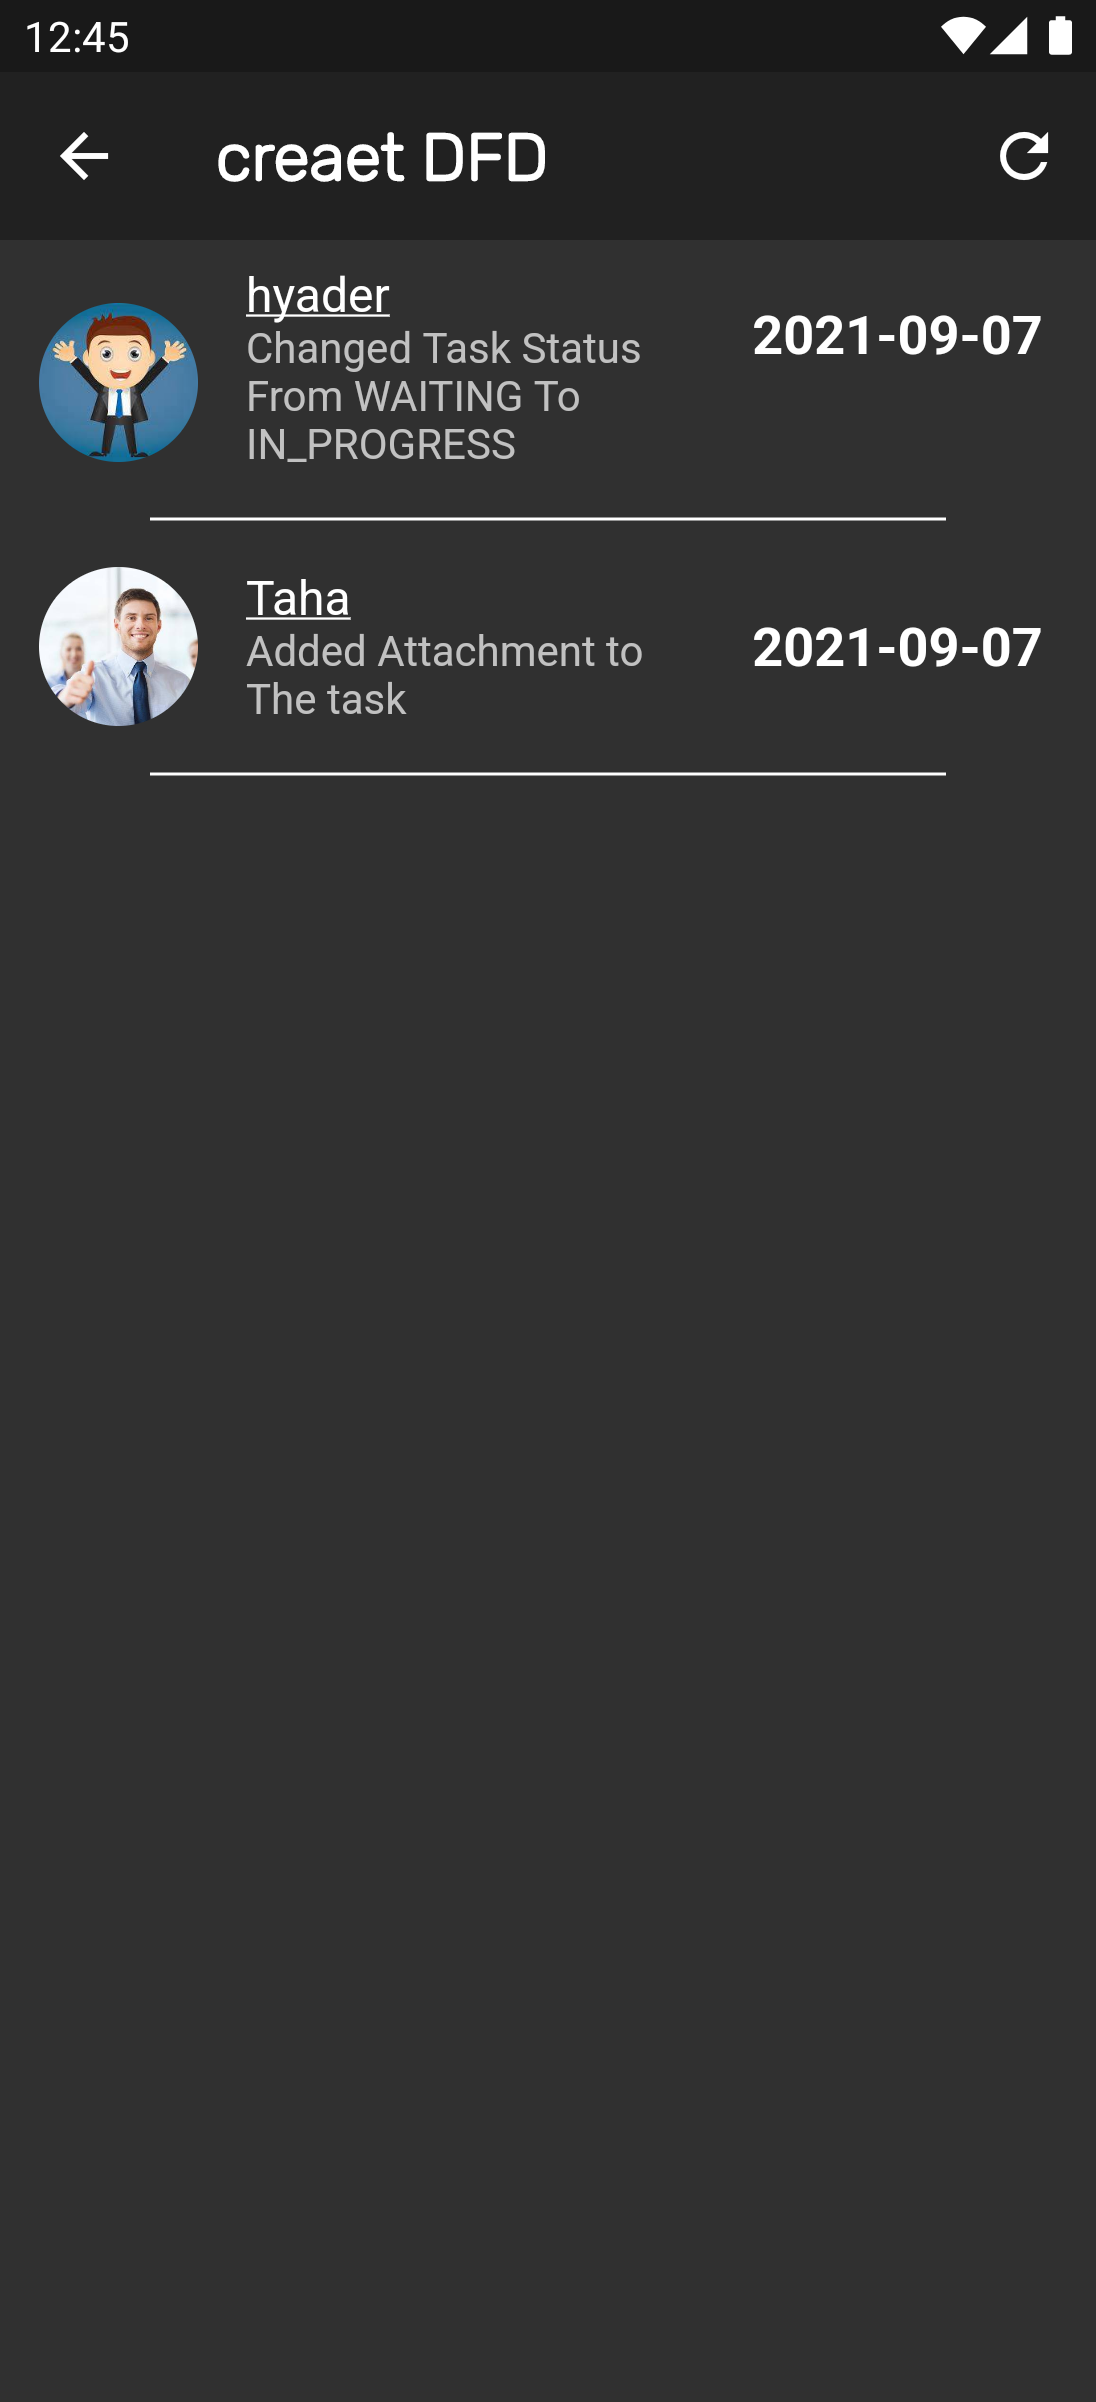 12:45
creaet DFD
hyader
Changed Task Status
From WAITING To
IN_PROGRESS
2021-09-07
Taha
Added Attachment to
The task
2021-09-07